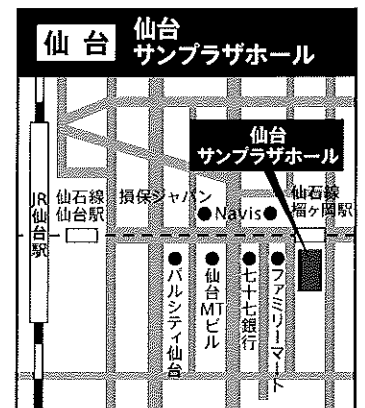 仙台
仙台
サンプラザホール
仙台
サンプラザホール
JR仙台駅
仙石線
仙台駅
損保ジャパン
Navis
仙石線
榴ヶ岡駅
パルシティ仙台
仙台MTビル
七十七銀行
ファミリーマート